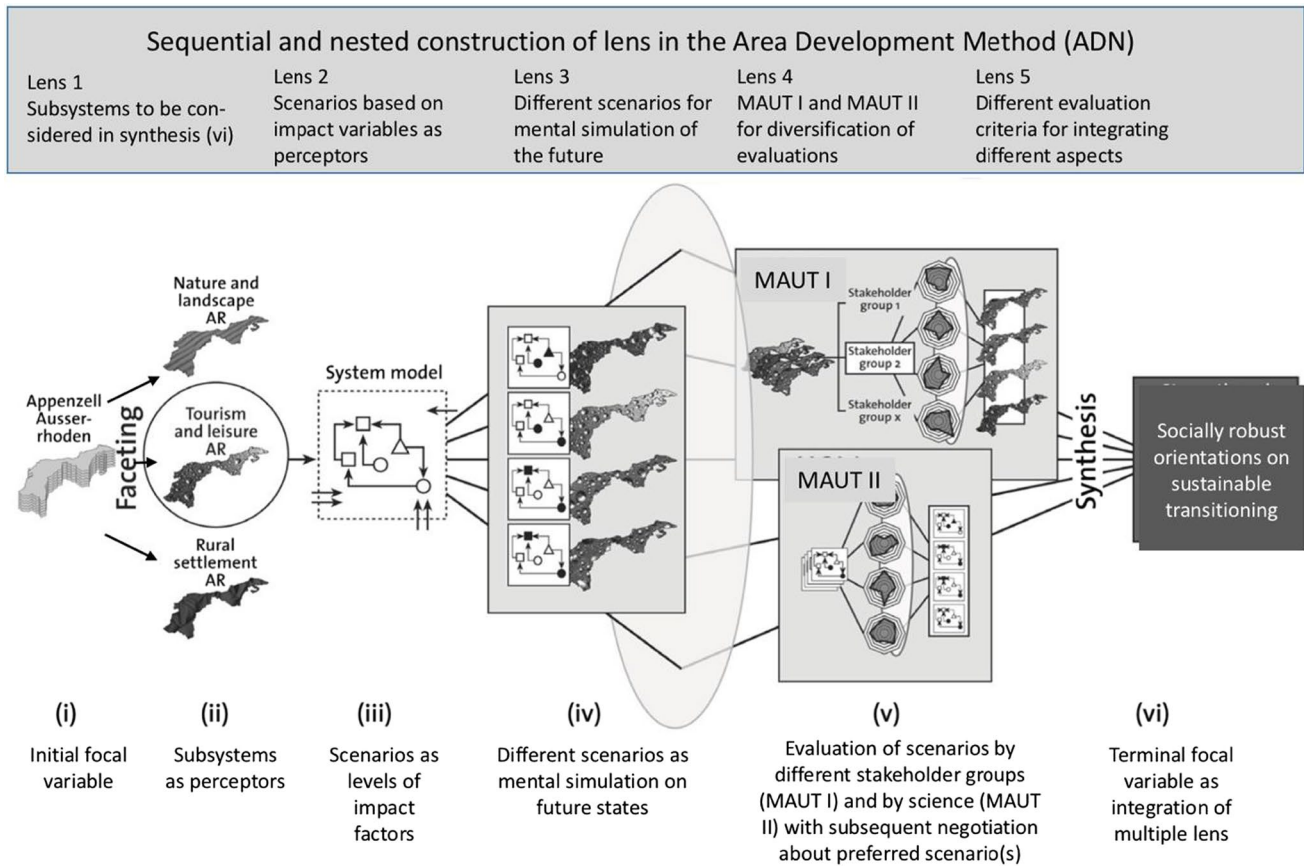 Sequential and nested construction of lens in the Area Development Method (ADN)
Lens 1
Subsystems to be con-
sidered in synthesis (vi)
Lens 2
Scenarios based on
impact variables as
perceptors
Lens 3
Different scenarios for
mental simulation of
the future
Lens 4
MAUT I and MAUT II
for diversification of
evaluations
Lens 5
Different evaluation
criteria for integrating
different aspects
Appenzell
Ausser-
rhoden
Faceting
Nature and
landscape
AR
Tourism
and leisure
AR
Rural
settlement
AR
System model
MAUT I
Stakeholder
group 1
Stakeholder
group 2
Stakeholder
group x
MAUT II
Synthesis
Socially robust
orientations on
sustainable
transitioning
(i)
Initial focal
variable
(ii)
Subsystems
as perceptors
(iii)
Scenarios as
levels of
impact
factors
(iv)
Different scenarios as
mental simulation on
future states
(v)
Evaluation of scenarios by
different stakeholder groups
(MAUT I) and by science (MAUT
II) with subsequent negotiation
about preferred scenario(s)
(vi)
Terminal focal
variable as
integration of
multiple lens